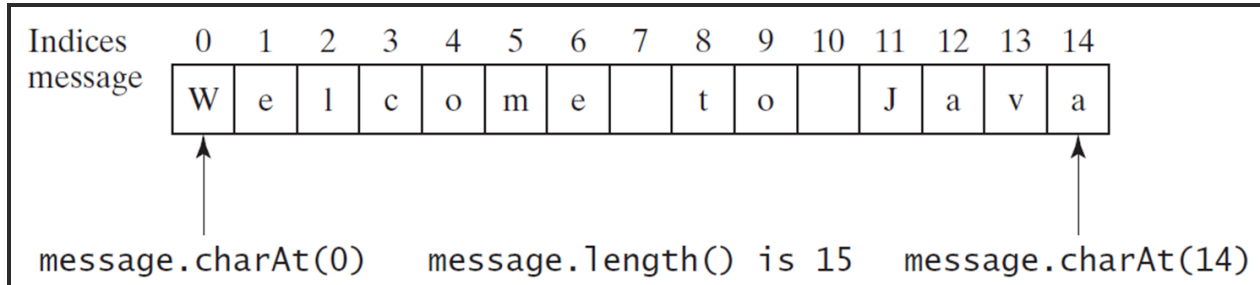 Indices 0 1 2 3 4 5 6 7 8 9 10 11 12 13 14
message W e l c o m e t o J a v a
message.charAt(0) message.length() is 15 message.charAt(14)